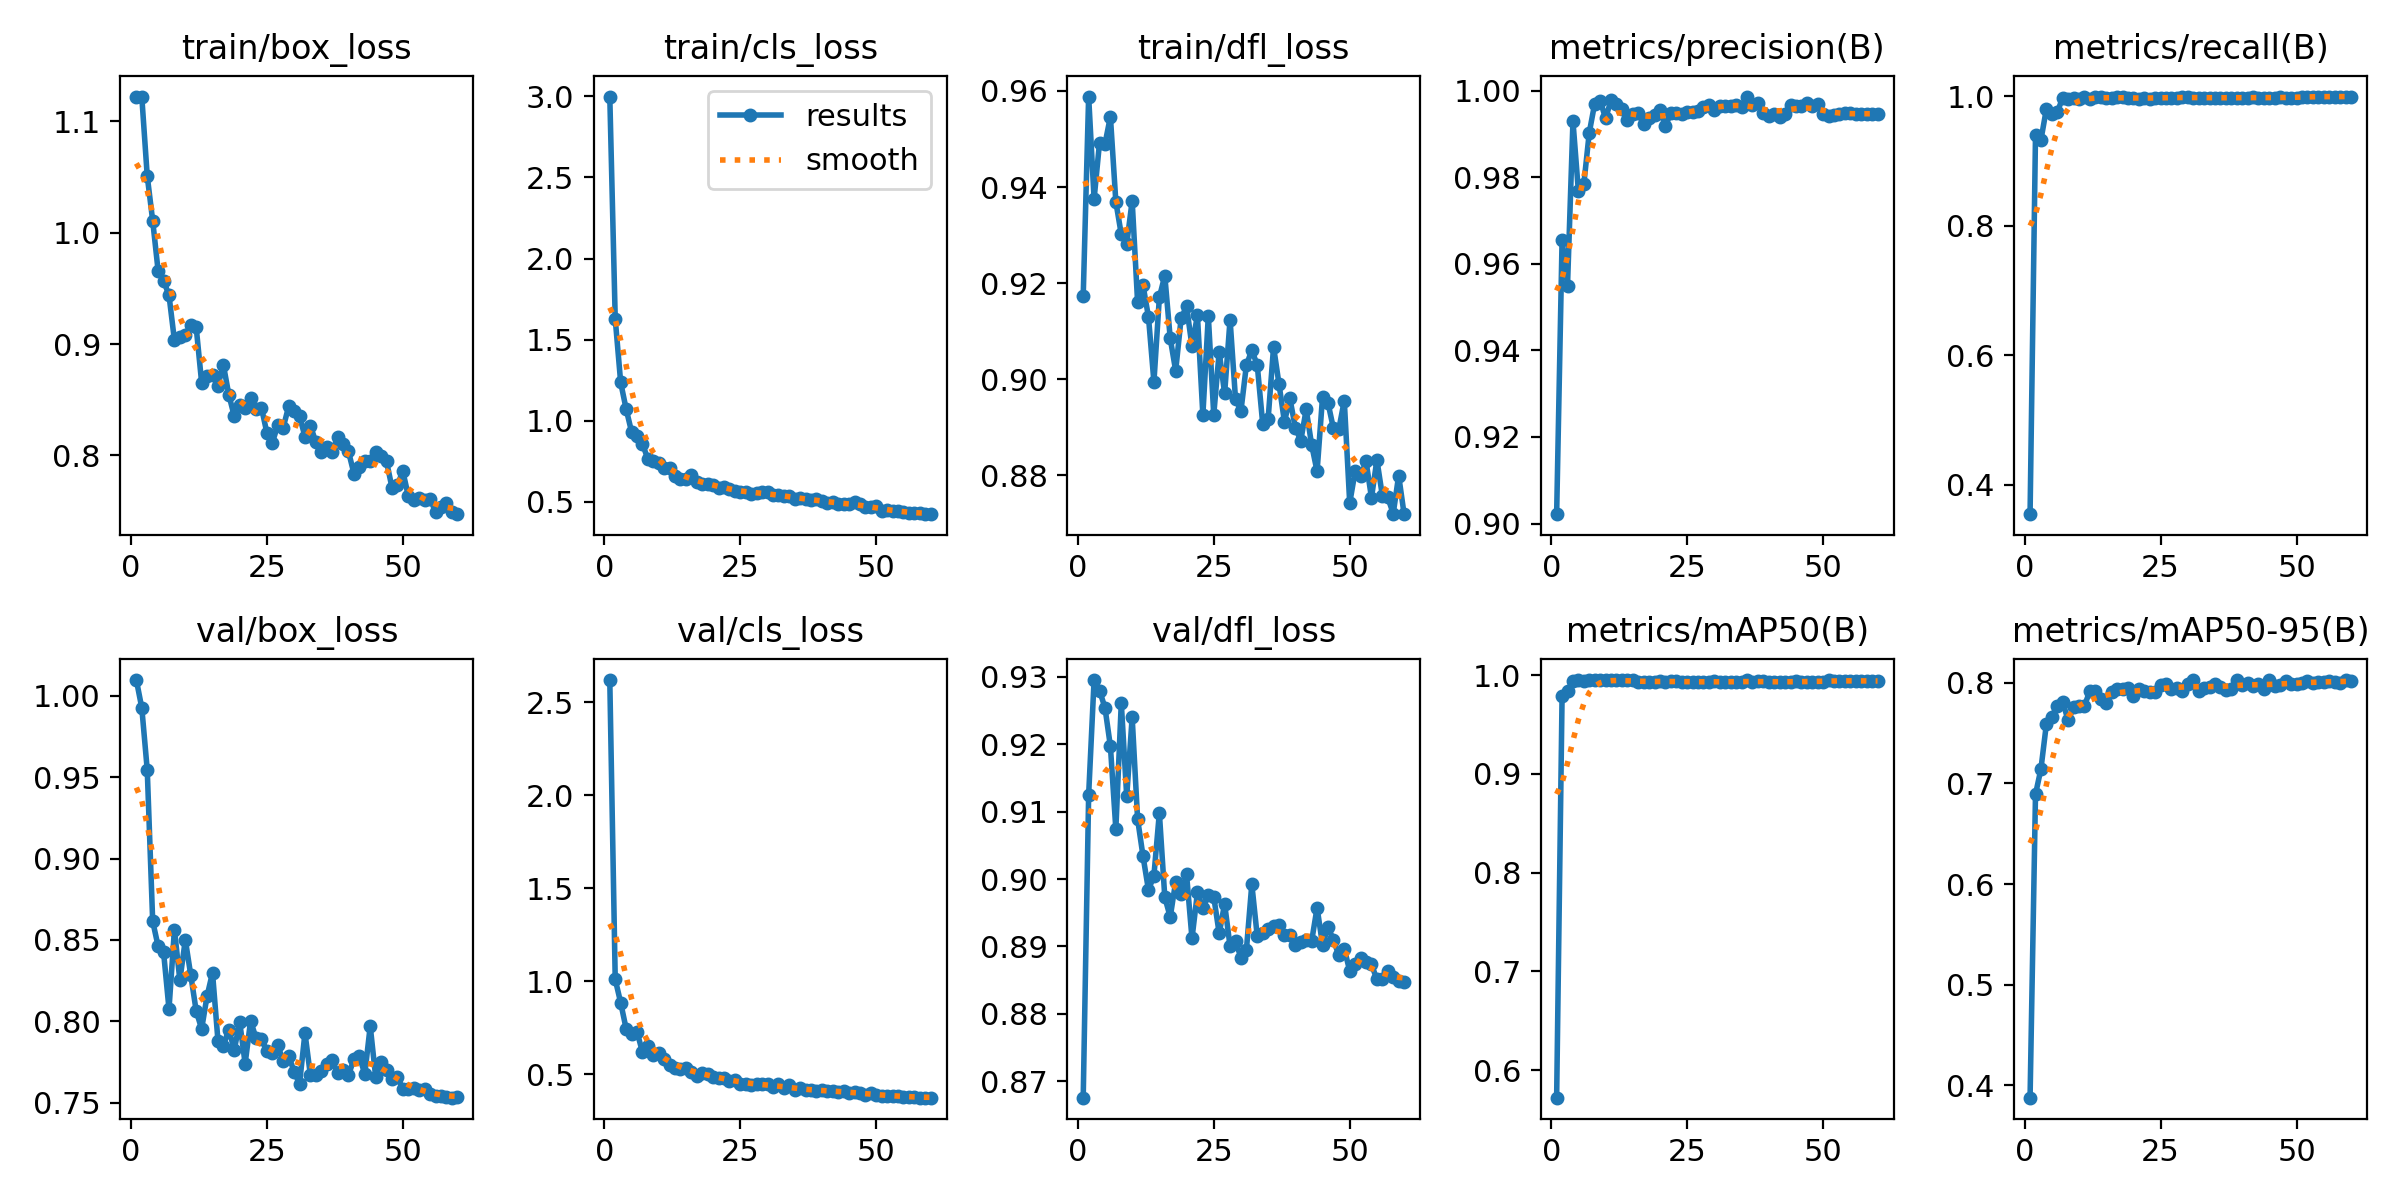 train/box_loss
train/cls_loss
train/dfl_loss
metrics/precision(B)
metrics/recall(B)
1.1
1.0
0.9
0.8
0 25 50
3.0
2.5
2.0
1.5
1.0
0.5
0 25 50
results
smooth
0.96
0.94
0.92
0.90
0.88
0 25 50
1.00
0.98
0.96
0.94
0.92
0.90
0 25 50
1.0
0.8
0.6
0.4
0 25 50
val/box_loss
val/cls_loss
val/dfl_loss
metrics/mAP50(B)
metrics/mAP50-95(B)
1.00
0.95
0.90
0.85
0.80
0.75
0 25 50
2.5
2.0
1.5
1.0
0.5
0 25 50
0.93
0.92
0.91
0.90
0.89
0.88
0.87
0 25 50
1.0
0.9
0.8
0.7
0.6
0 25 50
0.8
0.7
0.6
0.5
0.4
0 25 50